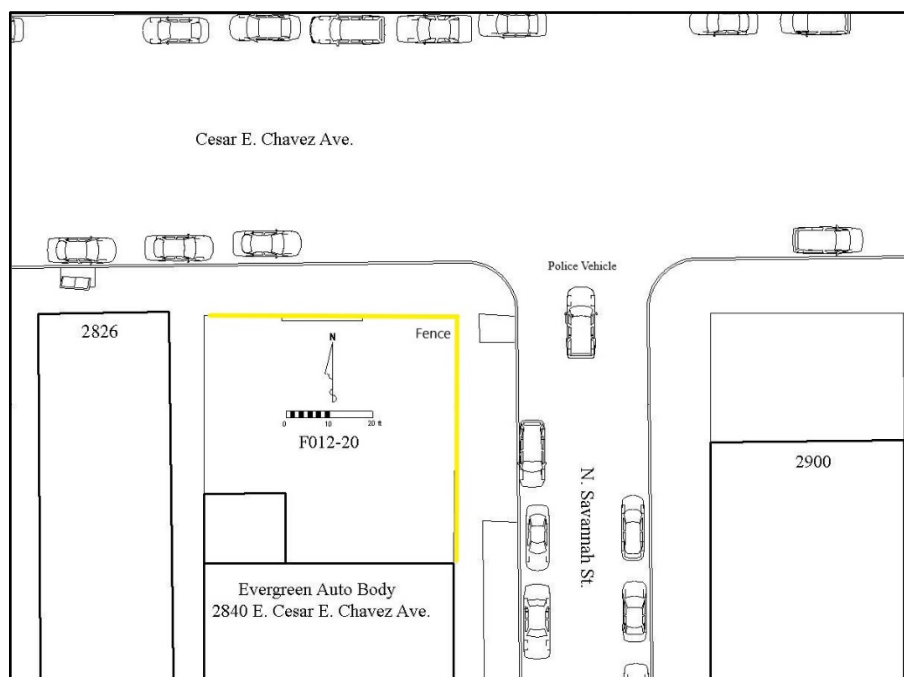 Cesar E. Chavez Ave.
Police Vehicle
2826
Fence
N
S
0 10 20 ft
F012-20
2900
N. Savannah St.
Evergreen Auto Body
2840 E. Cesar E. Chavez Ave.